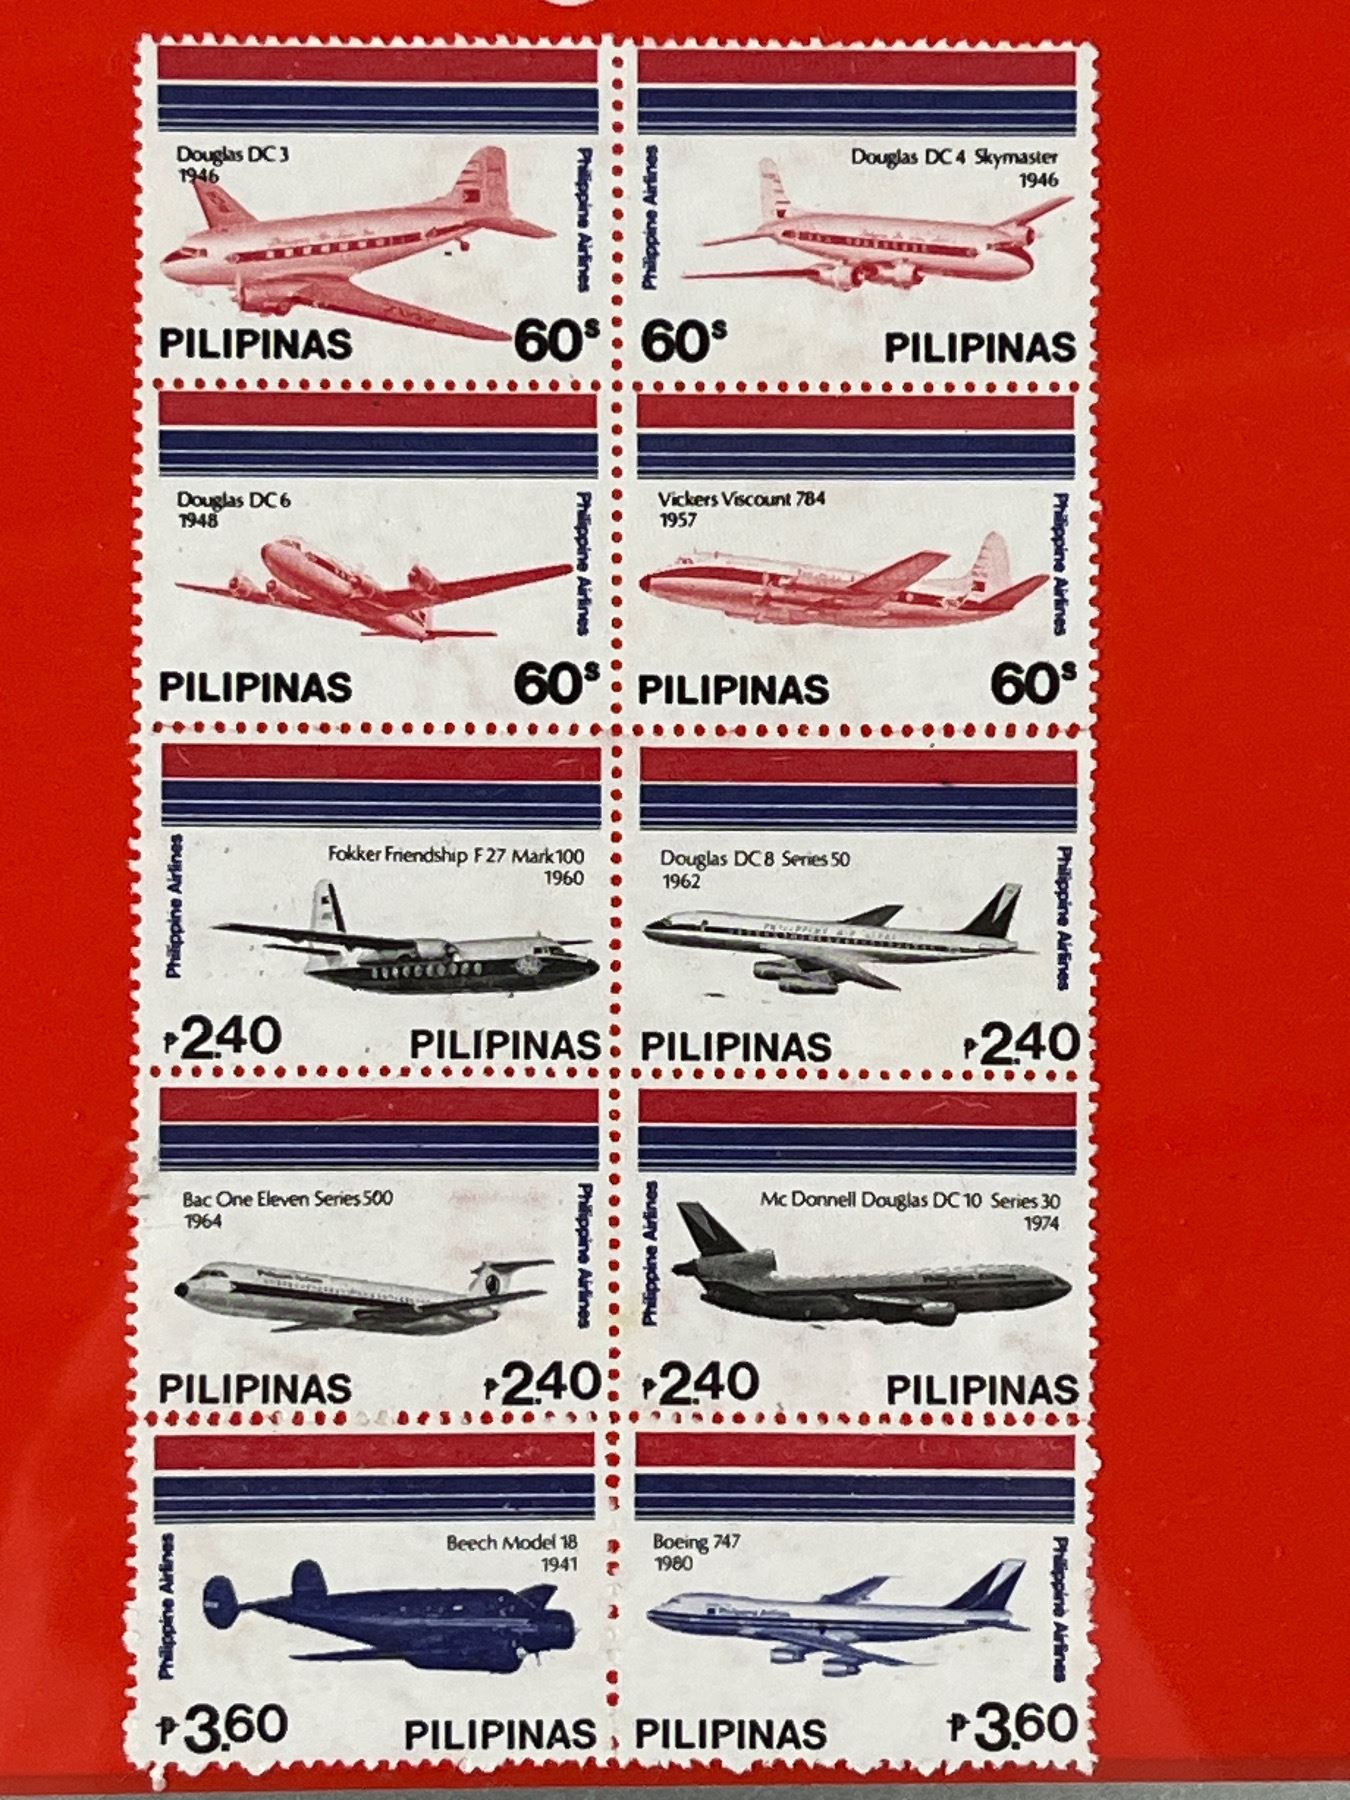 Douglas DC 3
1946
Philippine Airlines
PILIPINAS
60s
Douglas DC 4 Skymaster
1946
Philippine Airlines
60s
PILIPINAS
Douglas DC 6
1948
Philippine Airlines
PILIPINAS
60s
Vickers Viscount 784
1957
Philippine Airlines
PILIPINAS
60s
Fokker Friendship F 27 Mark 100
1960
Philippine Airlines
₱2.40
PILIPINAS
Douglas DC 8 Series 50
1962
Philippine Airlines
PILIPINAS
₱2.40
Bac One Eleven Series 500
1964
Philippine Airlines
PILIPINAS
₱2.40
Mc Donnell Douglas DC 10 Series 30
1974
Philippine Airlines
₱2.40
PILIPINAS
Beech Model 18
1941
Philippine Airlines
₱3.60
PILIPINAS
Boeing 747
1980
Philippine Airlines
PILIPINAS
₱3.60